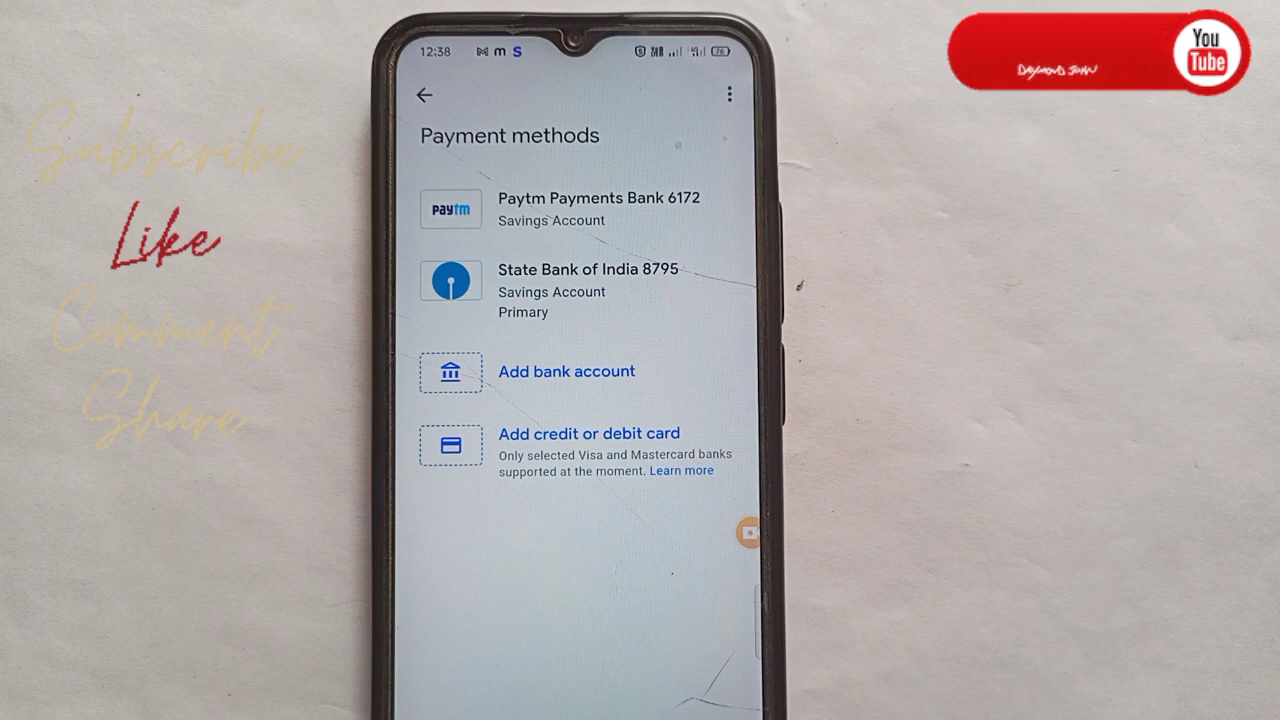 Subscribe
Like
Comment
Share
12:38 m S 76
Payment methods
paytm
Paytm Payments Bank 6172
Savings Account
State Bank of India 8795
Savings Account
Primary
Add bank account
Add credit or debit card
Only selected Visa and Mastercard banks
supported at the moment. Learn more
You
Tube